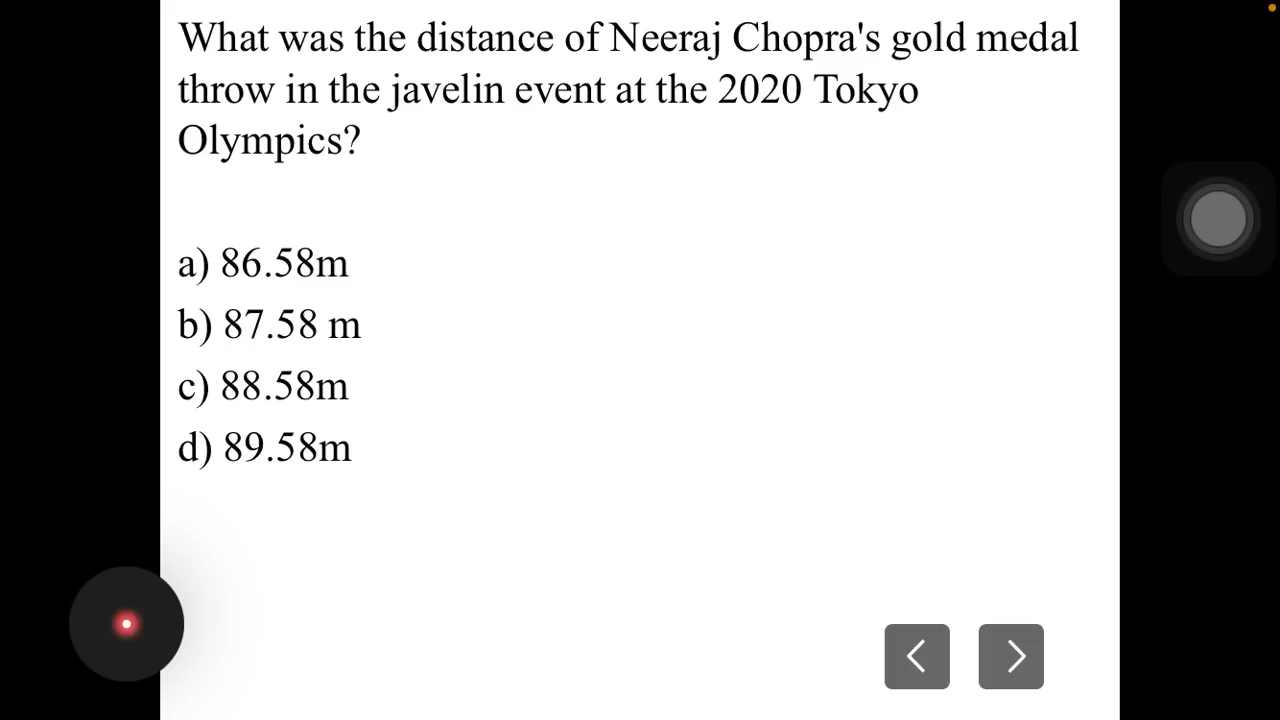 What was the distance of Neeraj Chopra's gold medal
throw in the javelin event at the 2020 Tokyo
Olympics?
a) 86.58m
b) 87.58 m
c) 88.58m
d) 89.58m